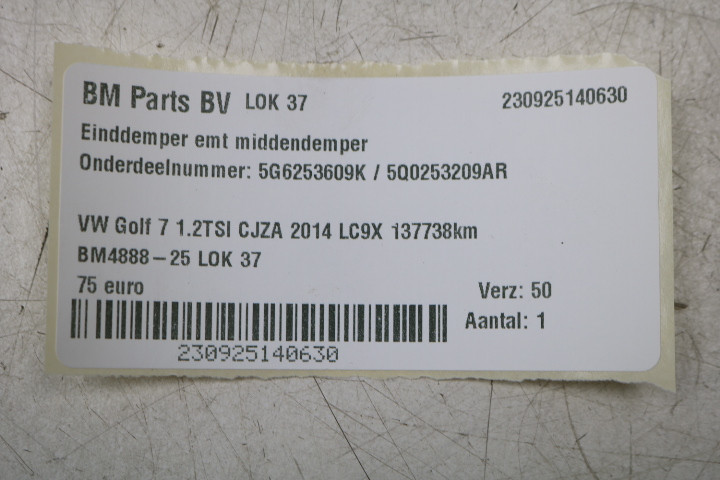 BM Parts BV LOK 37 230925140630
Einddemper emt middendemper
Onderdeelnummer: 5G6253609K / 5Q0253209AR
VW Golf 7 1.2TSI CJZA 2014 LC9X 137738km
BM4888-25 LOK 37
75 euro Verz: 50
Aantal: 1
230925140630